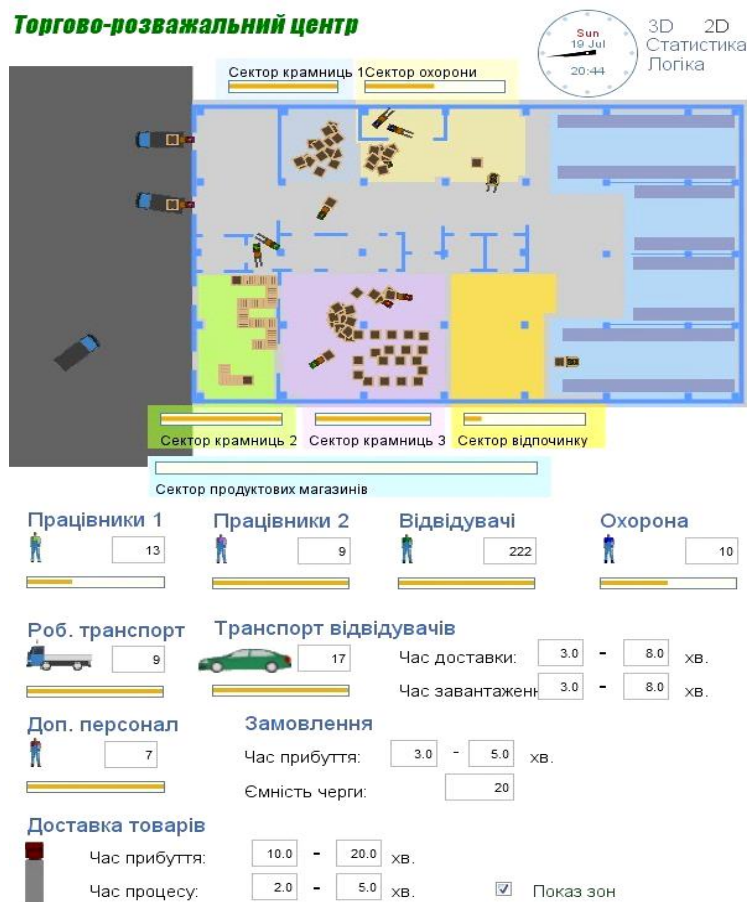 Торгово-розважальний центр
Sun
19 Jul
20:44
3D 2D
Статистика
Логіка
Сектор крамниць 1 Сектор охорони
Сектор крамниць 2 Сектор крамниць 3 Сектор відпочинку
Сектор продуктових магазинів
Працівники 1 Працівники 2 Відвідувачі Охорона
13 9 222 10
Роб. транспорт Транспорт відвідувачів
9 17 Час доставки: 3.0 - 8.0 хв.
Час завантаженн 3.0 - 8.0 хв.
Доп. персонал Замовлення
7 Час прибуття: 3.0 - 5.0 хв.
Ємність черги: 20
Доставка товарів
Час прибуття: 10.0 - 20.0 хв.
Час процесу: 2.0 - 5.0 хв. Показ зон